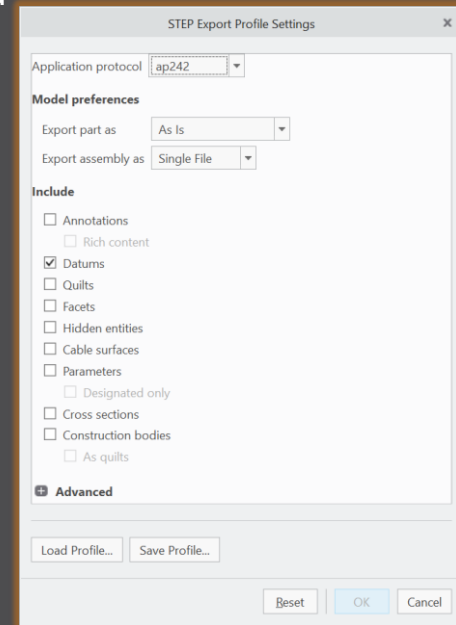 STEP Export Profile Settings
x
Application protocol ap242
Model preferences
Export part as As Is
Export assembly as Single File
Include
Annotations
Rich content
Datums
Quilts
Facets
Hidden entities
Cable surfaces
Parameters
Designated only
Cross sections
Construction bodies
As quilts
Advanced
Load Profile... Save Profile...
Reset OK Cancel